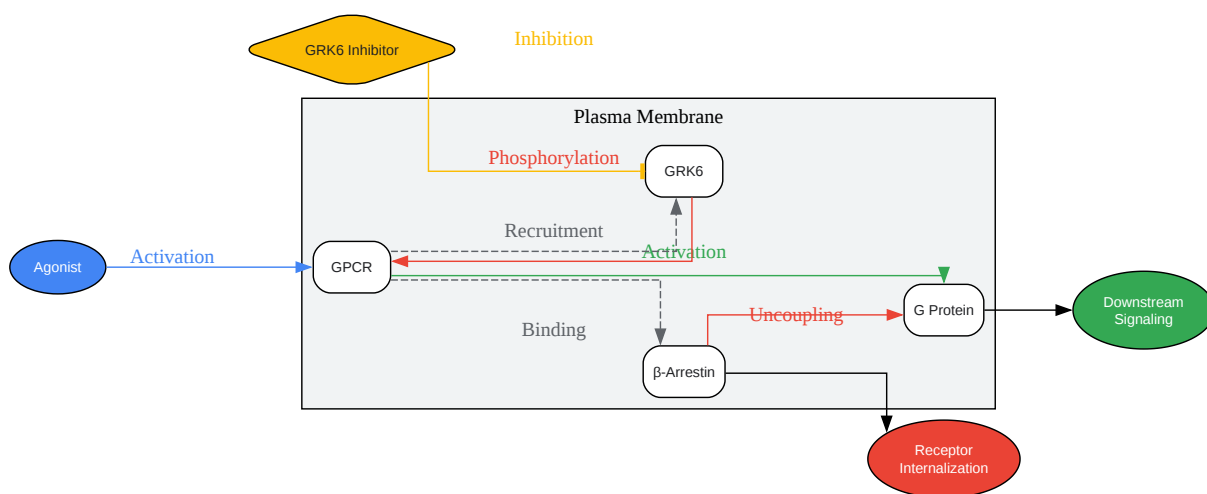 GRK6 Inhibitor
Inhibition
Plasma Membrane
Phosphorylation
GRK6
Recruitment
Activation
Agonist
Activation
GPCR
Binding
Uncoupling
G Protein
Downstream
Signaling
β-Arrestin
Receptor
Internalization